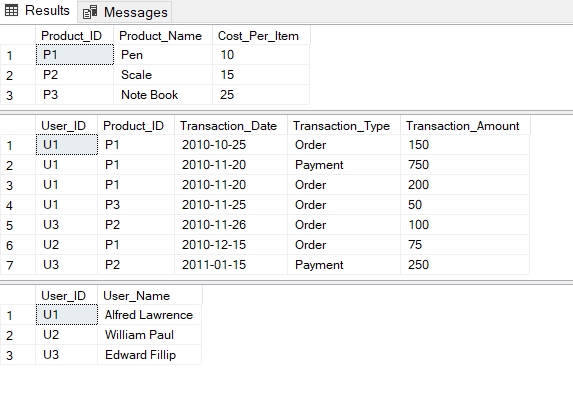 Results Messages
Product_ID Product_Name Cost_Per_Item
1 P1 Pen 10
2 P2 Scale 15
3 P3 Note Book 25
User_ID Product_ID Transaction_Date Transaction_Type Transaction_Amount
1 U1 P1 2010-10-25 Order 150
2 U1 P1 2010-11-20 Payment 750
3 U1 P1 2010-11-20 Order 200
4 U1 P3 2010-11-25 Order 50
5 U3 P2 2010-11-26 Order 100
6 U2 P1 2010-12-15 Order 75
7 U3 P2 2011-01-15 Payment 250
User_ID User_Name
1 U1 Alfred Lawrence
2 U2 William Paul
3 U3 Edward Fillip